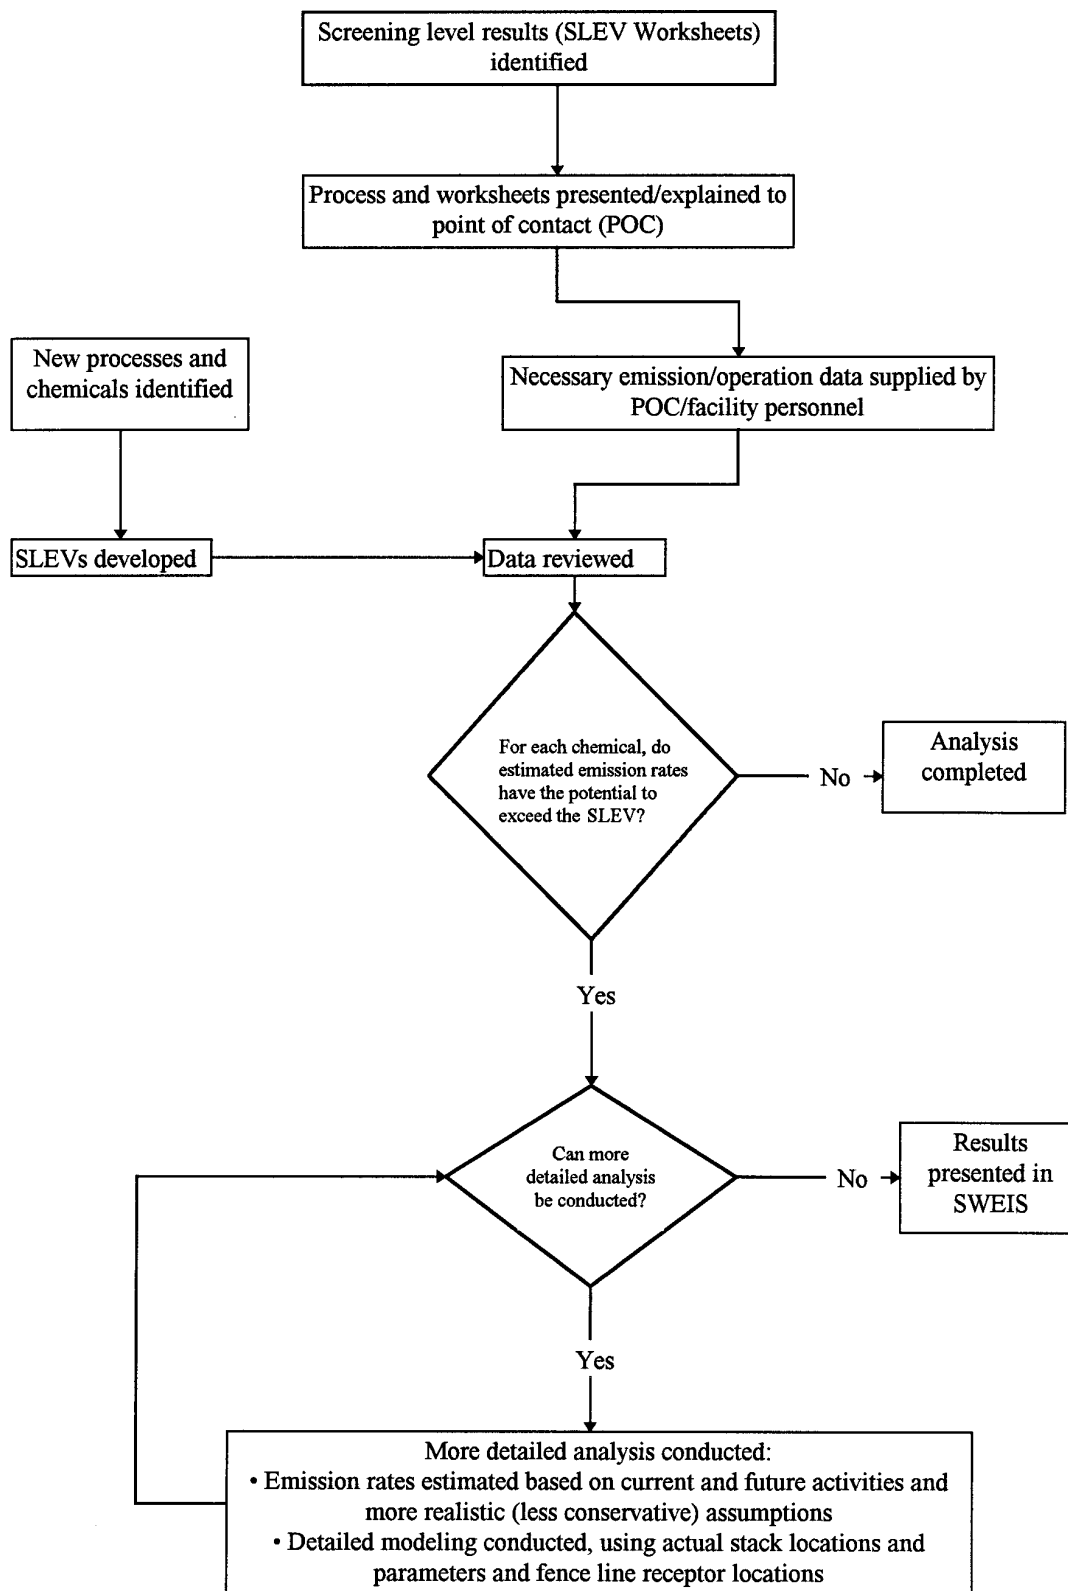 Screening level results (SLEV Worksheets)
identified
Process and worksheets presented/explained to
point of contact (POC)
New processes and
chemicals identified
Necessary emission/operation data supplied by
POC/facility personnel
SLEVs developed
Data reviewed
For each chemical, do
estimated emission rates
have the potential to
exceed the SLEV?
No
Analysis
completed
Yes
Can more
detailed analysis
be conducted?
No
Results
presented in
SWEIS
Yes
More detailed analysis conducted:
• Emission rates estimated based on current and future activities and
more realistic (less conservative) assumptions
• Detailed modeling conducted, using actual stack locations and
parameters and fence line receptor locations